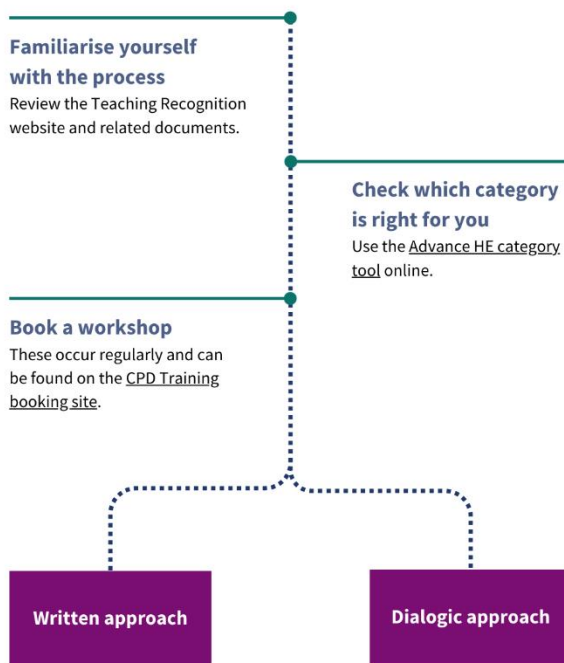 Familiarise yourself
with the process
Review the Teaching Recognition
website and related documents.
Check which category
is right for you
Use the Advance HE category
tool online.
Book a workshop
These occur regularly and can
be found on the CPD Training
booking site.
Written approach
Dialogic approach